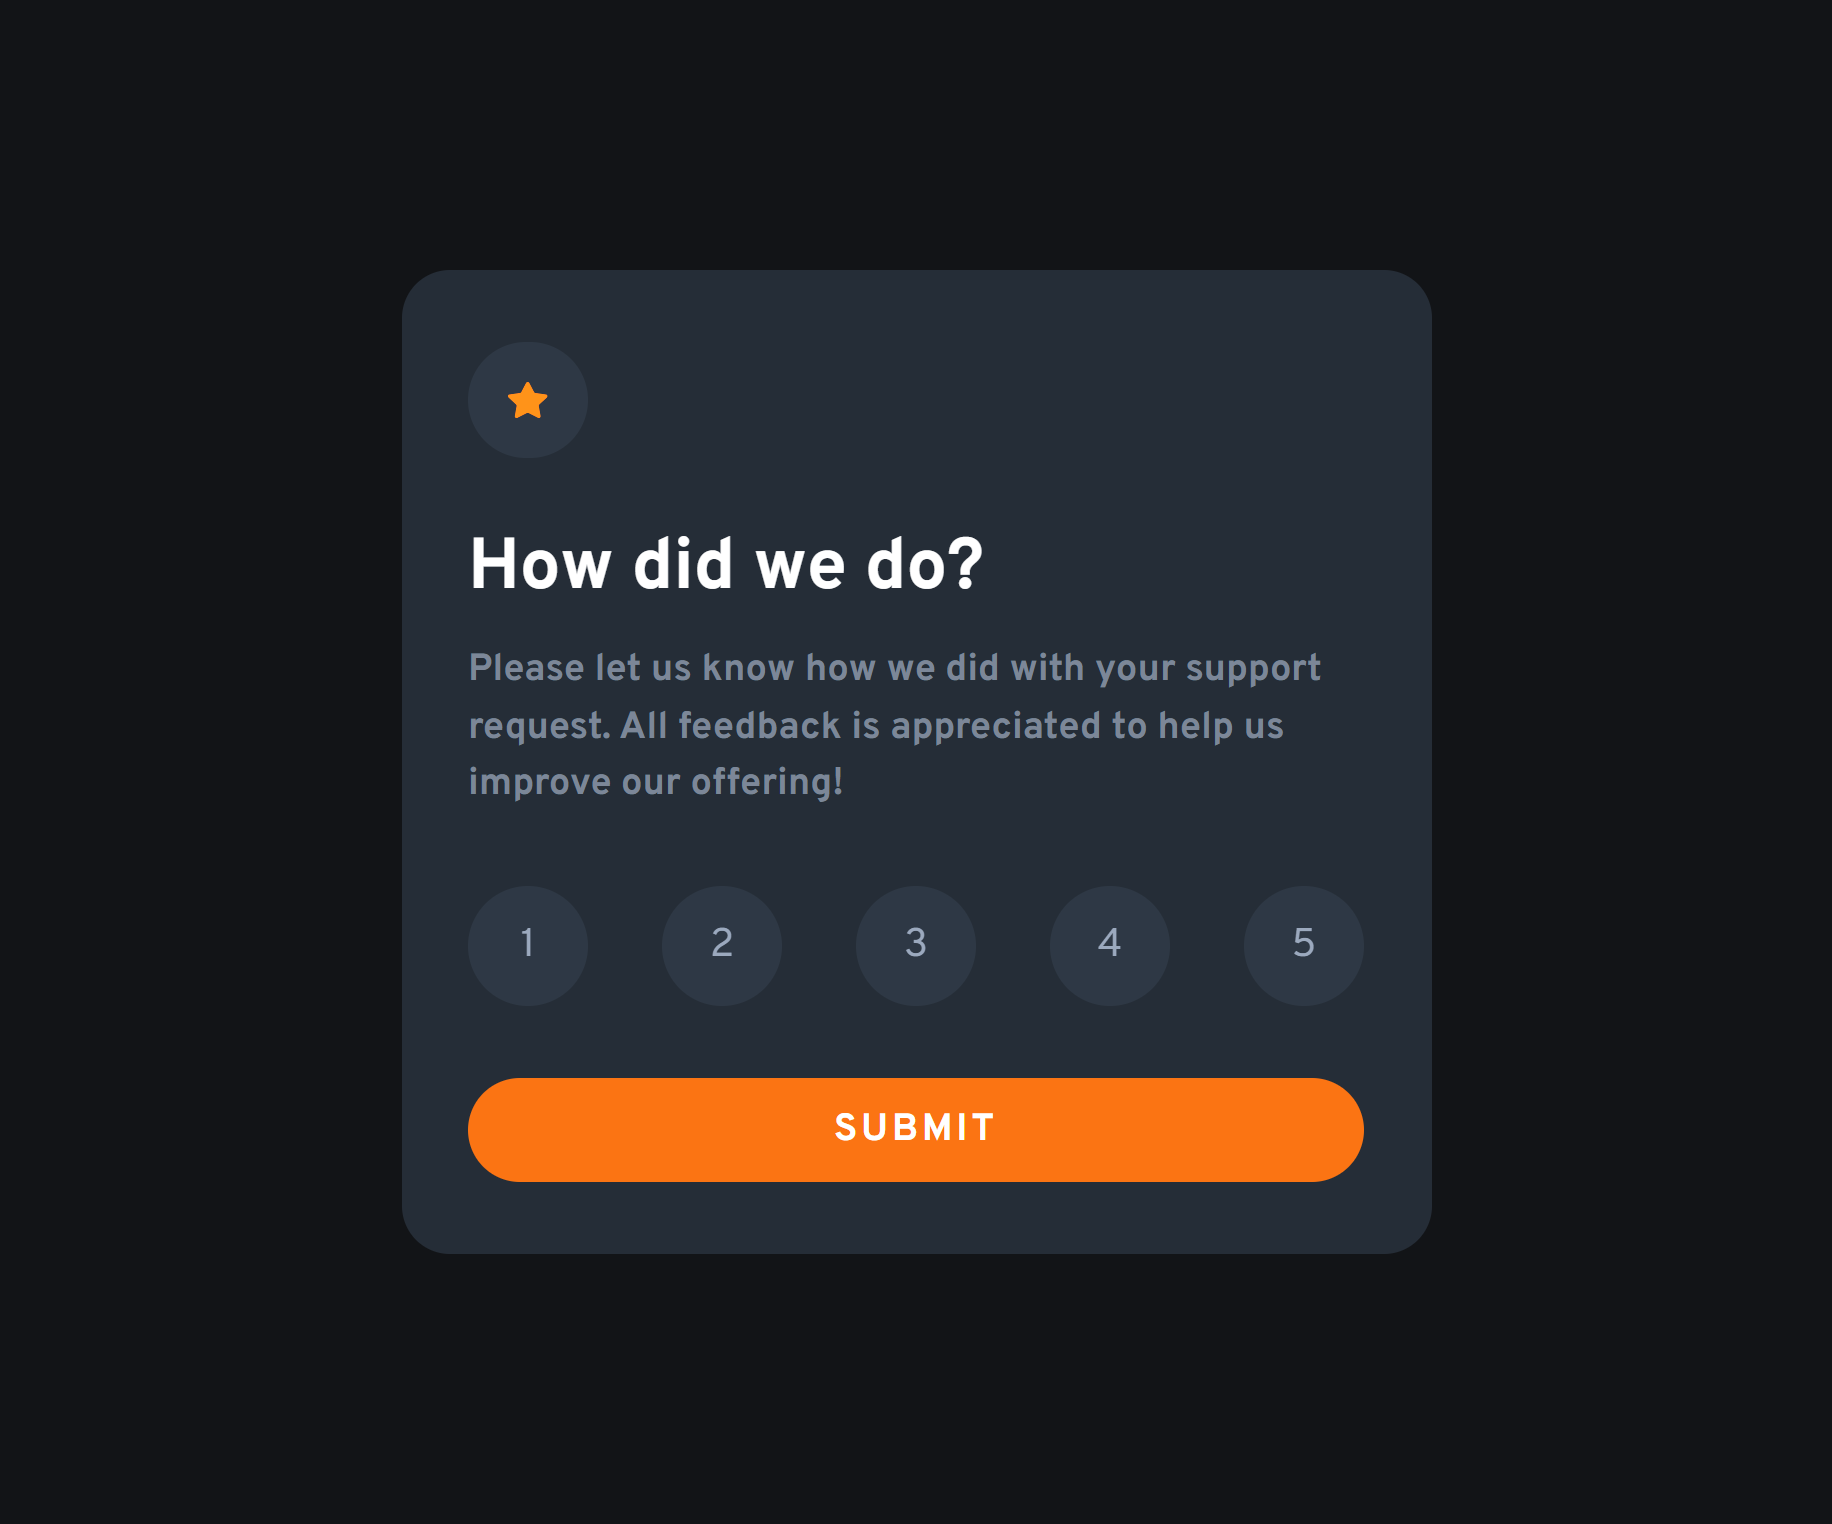 How did we do?
Please let us know how we did with your support
request. All feedback is appreciated to help us
improve our offering!
1 2 3 4 5
SUBMIT